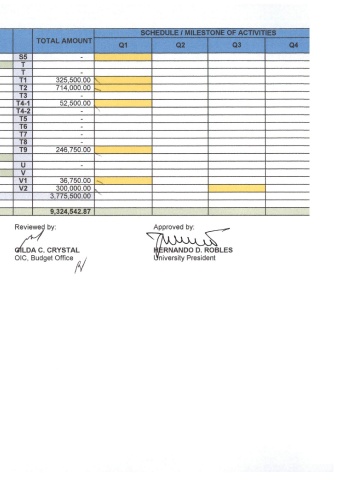 SCHEDULE / MILESTONE OF ACTIVITIES
TOTAL AMOUNT Q1 Q2 Q3 Q4
S5 -
T
T -
T1 325,500.00
T2 714,000.00
T3 -
T4-1 52,500.00
T4-2 -
T5 -
T6 -
T7 -
T8 -
T9 246,750.00
U -
V
V1 36,750.00
V2 300,000.00
3,775,500.00
9,324,542.87
Reviewed by: Approved by:
GILDA C. CRYSTAL HERNANDO D. ROBLES
OIC, Budget Office University President